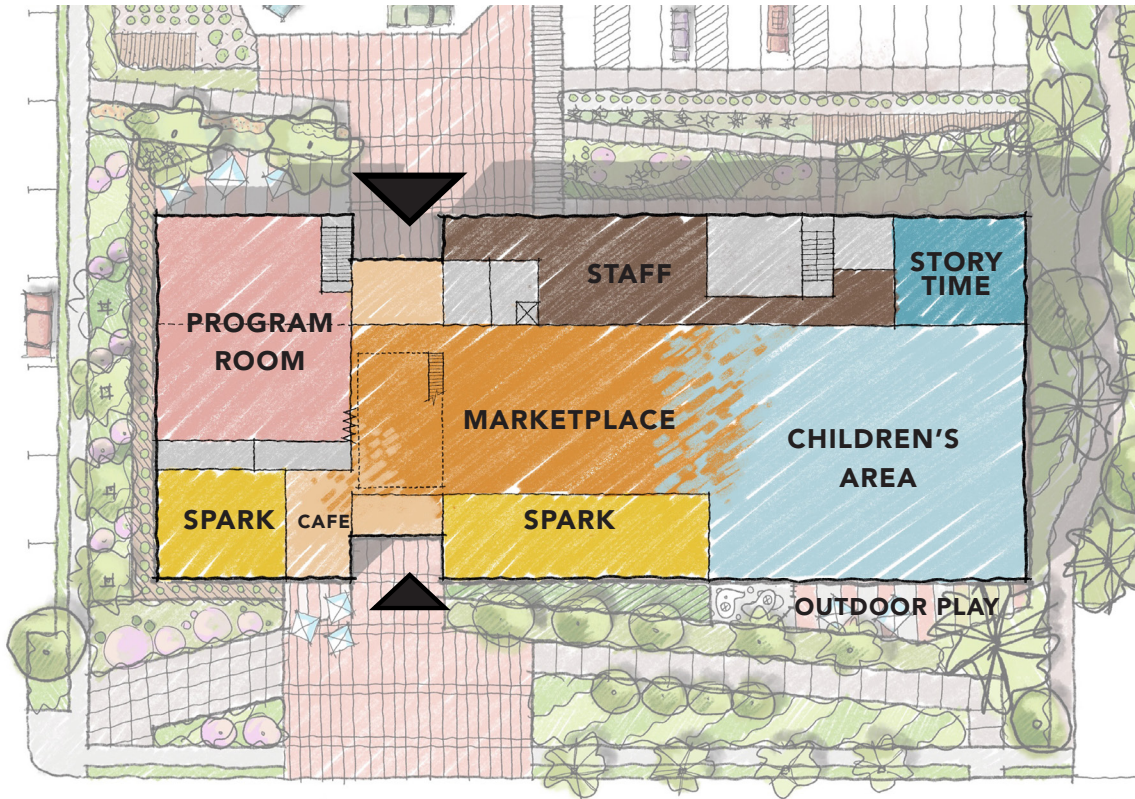 STORY
TIME
STAFF
PROGRAM
ROOM
MARKETPLACE
CHILDREN'S
AREA
SPARK
CAFE
SPARK
OUTDOOR PLAY